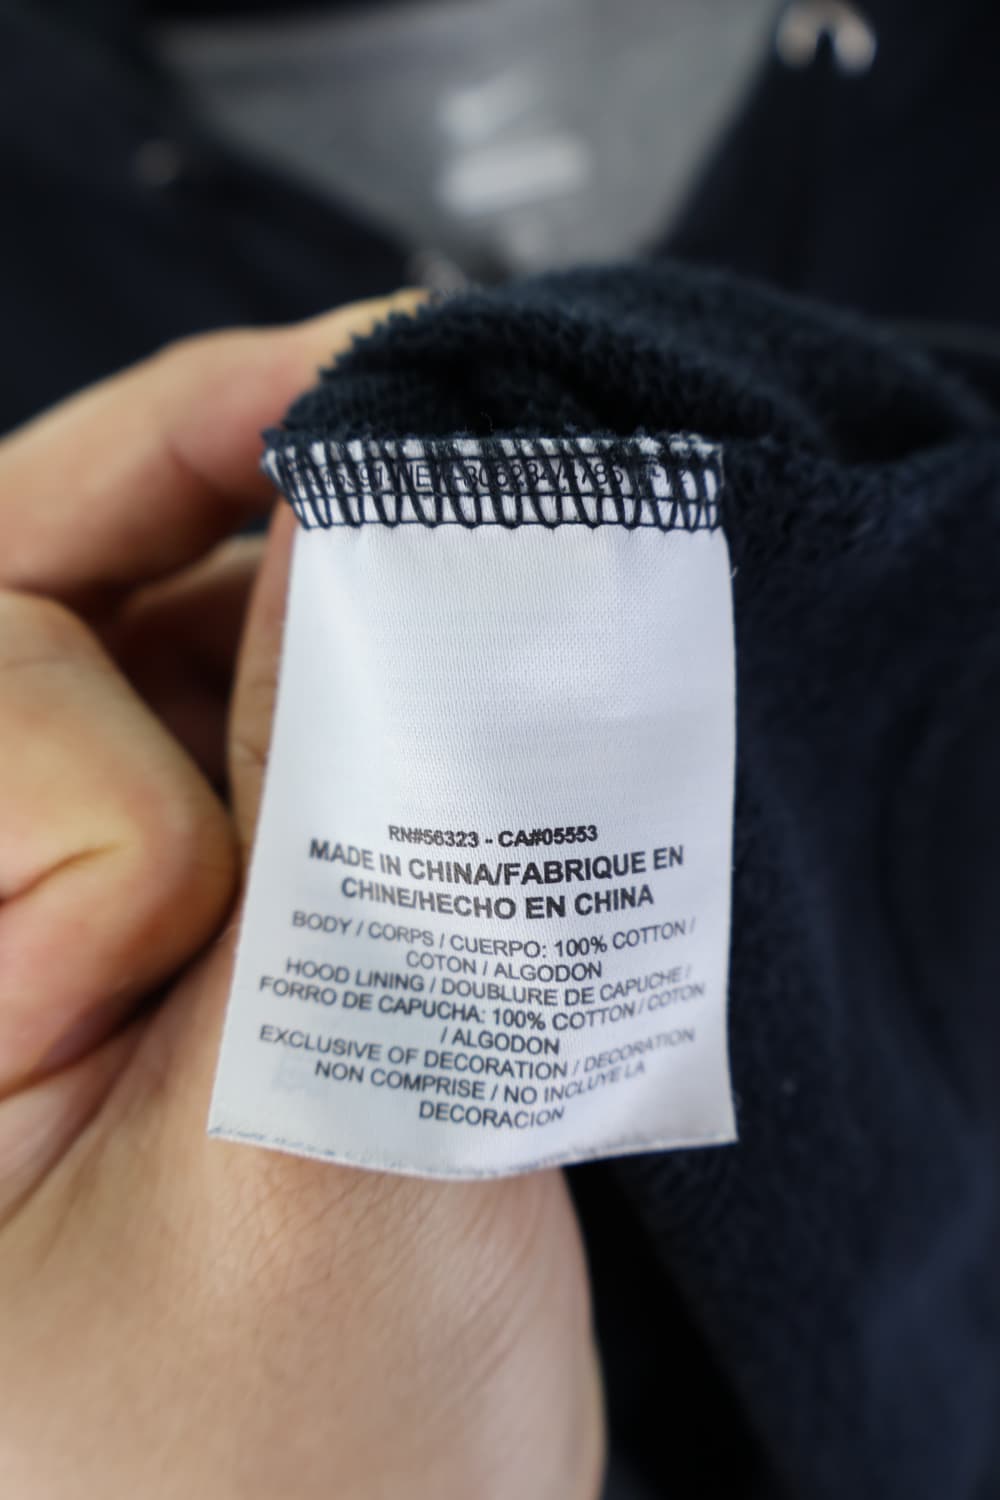 RN#56323 - CA#05553
MADE IN CHINA/FABRIQUE EN
CHINE/HECHO EN CHINA
BODY / CORPS / CUERPO: 100% COTTON /
COTON / ALGODON
HOOD LINING / DOUBLURE DE CAPUCHE /
FORRO DE CAPUCHA: 100% COTTON / COTON
/ ALGODON
EXCLUSIVE OF DECORATION / DECORATION
NON COMPRISE / NO INCLUYE LA
DECORACION